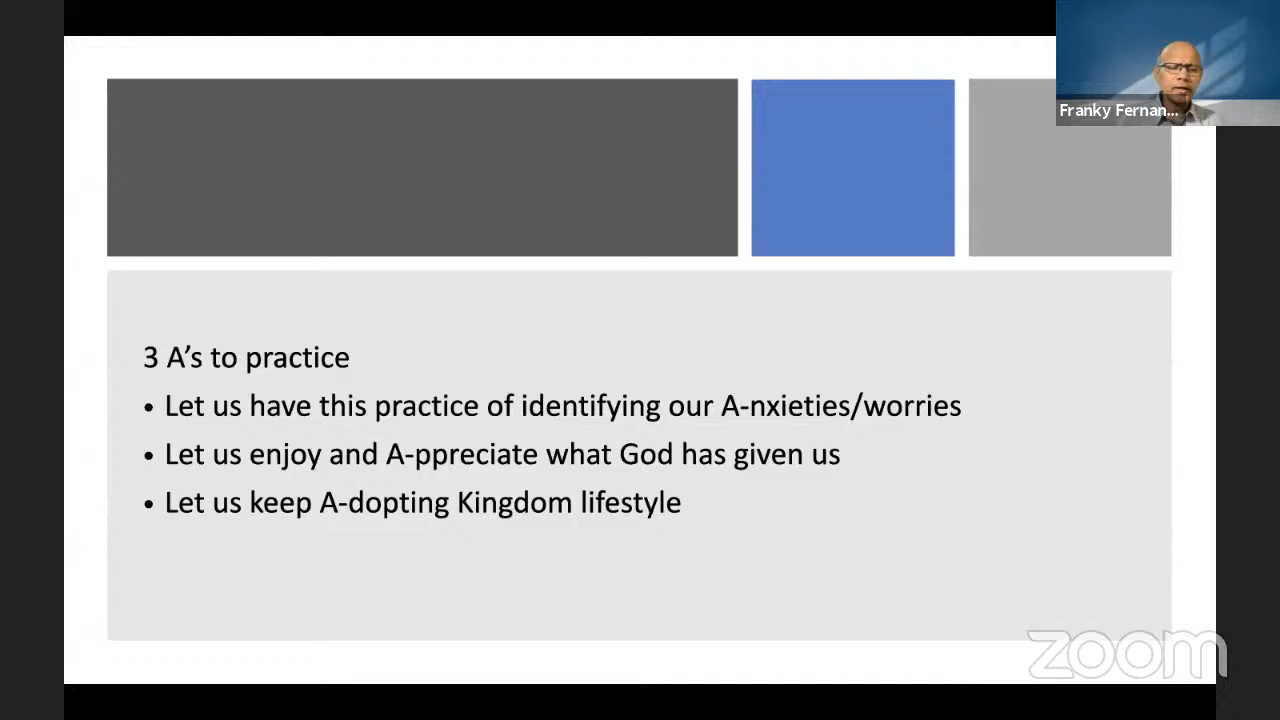 Franky Fernan...
3 A’s to practice
• Let us have this practice of identifying our A-nxieties/worries
• Let us enjoy and A-ppreciate what God has given us
• Let us keep A-dopting Kingdom lifestyle
zoom